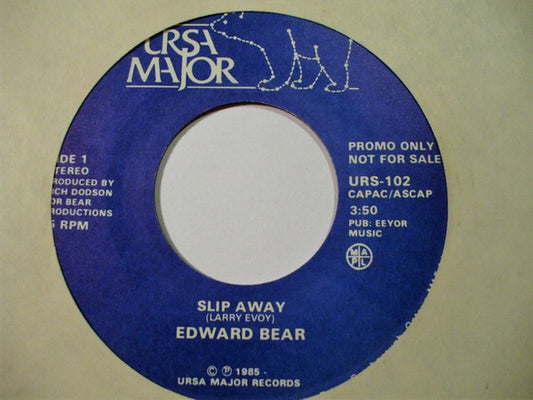 URSA
MAJOR
PROMO ONLY
NOT FOR SALE
URS-102
CAPAC/ASCAP
3:50
PUB: EEYOR
MUSIC
M A
P L
IDE 1
TEREO
RODUCED BY
ICH DODSON
OR BEAR
RODUCTIONS
5 RPM
SLIP AWAY
(LARRY EVOY)
EDWARD BEAR
© ℗ 1985 -
URSA MAJOR RECORDS